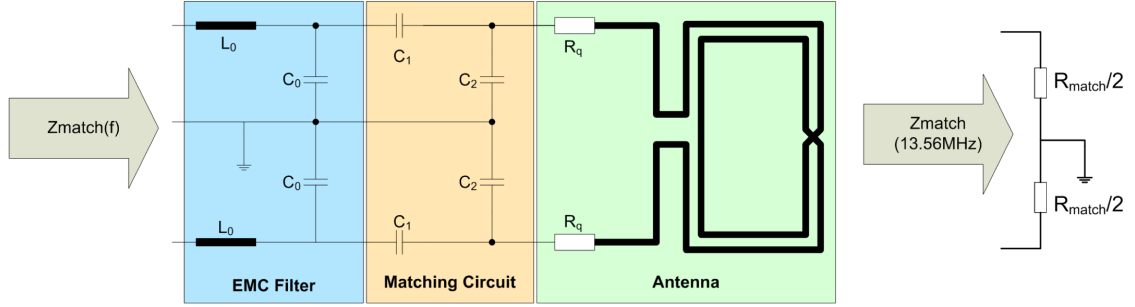 L0
C0
C1
C2
Rq
Zmatch(f)
C0
C2
L0
C1
Rq
EMC Filter
Matching Circuit
Antenna
Zmatch
(13.56MHz)
Rmatch/2
Rmatch/2